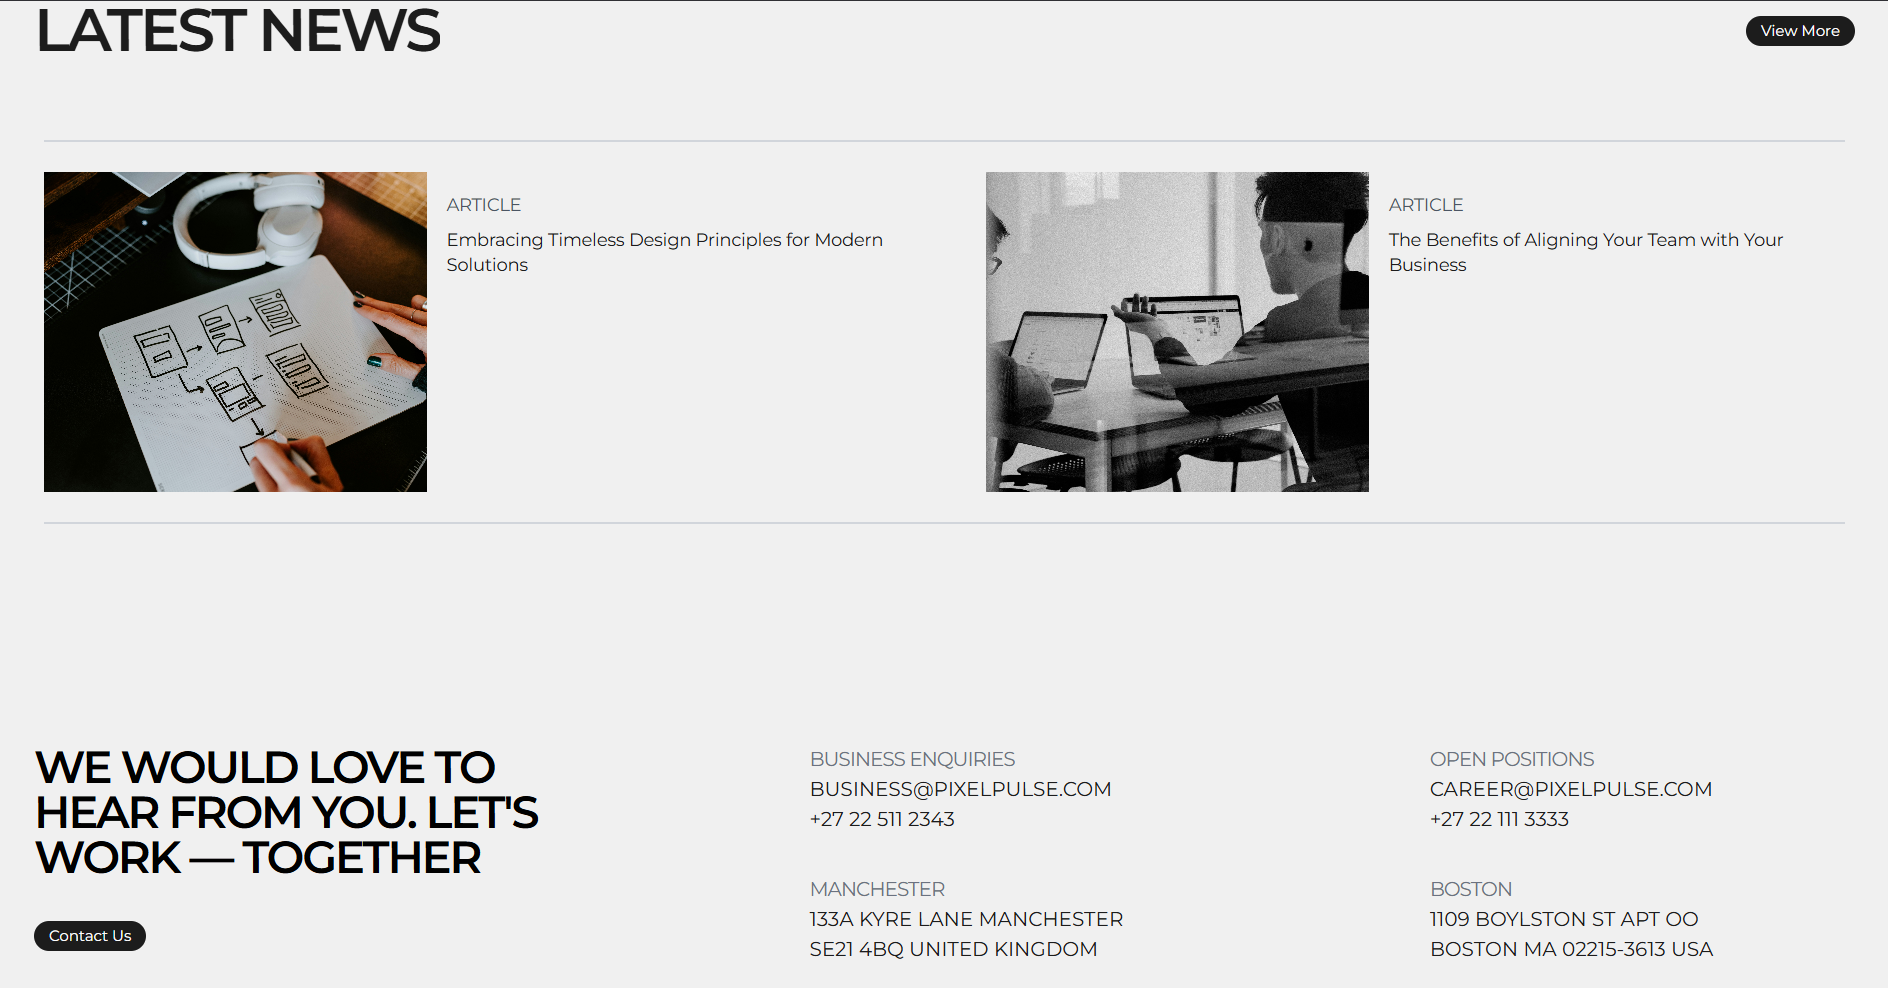 LATEST NEWS
View More
ARTICLE
Embracing Timeless Design Principles for Modern
Solutions
ARTICLE
The Benefits of Aligning Your Team with Your
Business
WE WOULD LOVE TO
HEAR FROM YOU. LET'S
WORK — TOGETHER
Contact Us
BUSINESS ENQUIRIES
BUSINESS@PIXELPULSE.COM
+27 22 511 2343
OPEN POSITIONS
CAREER@PIXELPULSE.COM
+27 22 111 3333
MANCHESTER
133A KYRE LANE MANCHESTER
SE21 4BQ UNITED KINGDOM
BOSTON
1109 BOYLSTON ST APT OO
BOSTON MA 02215-3613 USA